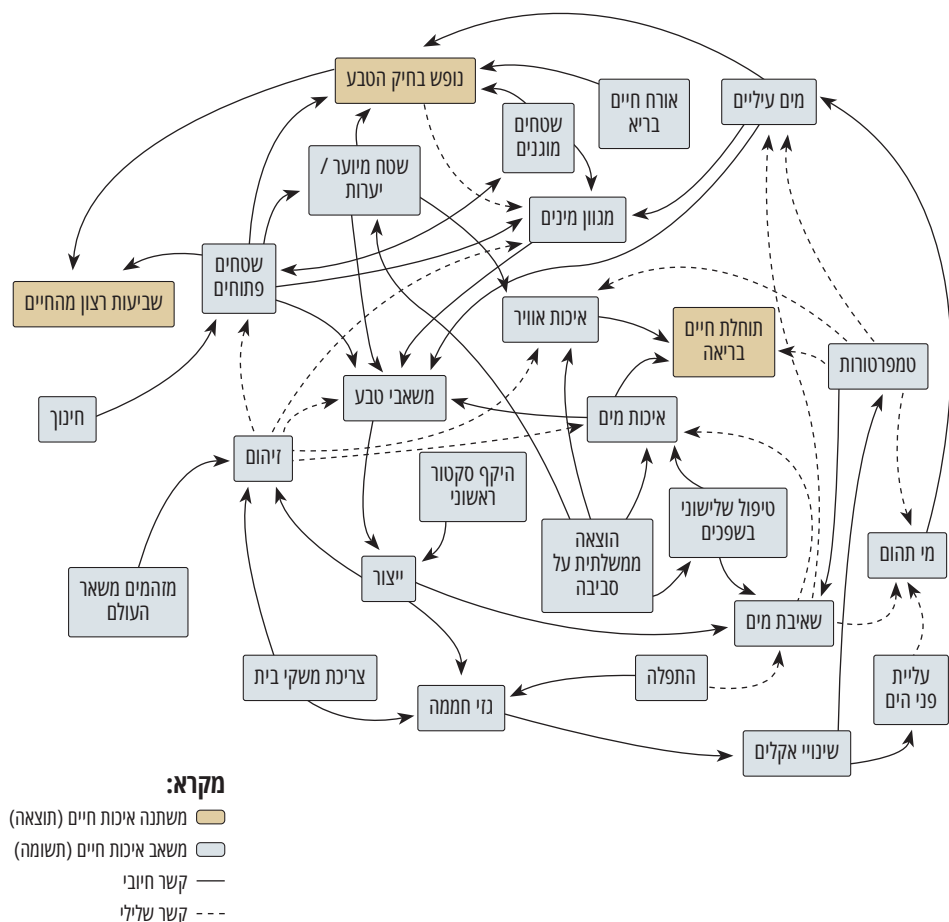 נופש בחיק הטבע
אורח חיים
בריא
מים עיליים
שטחים
מוגנים
שטח מיוער /
יערות
מגוון מינים
שטחים
פתוחים
שביעות רצון מהחיים
איכות אוויר
תוחלת חיים
בריאה
טמפרטורות
משאבי טבע
איכות מים
חינוך
זיהום
היקף סקטור
ראשוני
טיפול שלישוני
בשפכים
הוצאה
ממשלתית על
סביבה
מי תהום
ייצור
מזהמים משאר
העולם
שאיבת מים
צריכת משקי בית
התפלה
עליית
פני הים
גזי חממה
שינויי אקלים
מקרא:
משתנה איכות חיים (תוצאה)
משאב איכות חיים (תשומה)
קשר חיובי
קשר שלילי